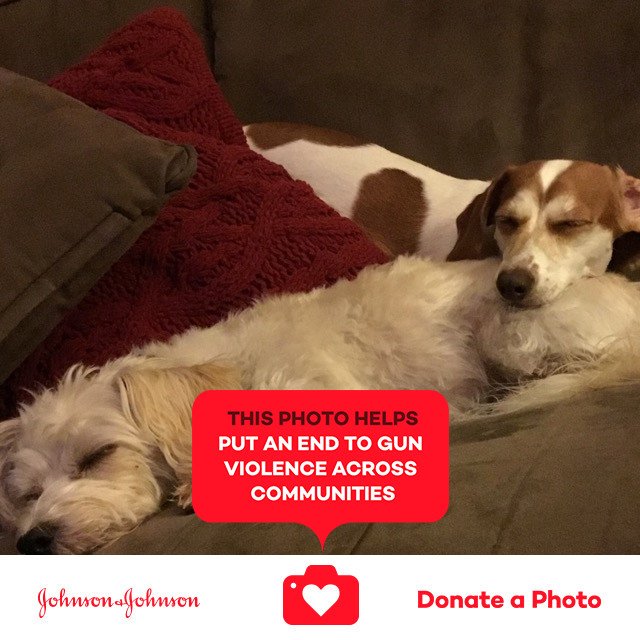 THIS PHOTO HELPS
PUT AN END TO GUN
VIOLENCE ACROSS
COMMUNITIES
Johnson & Johnson
Donate a Photo